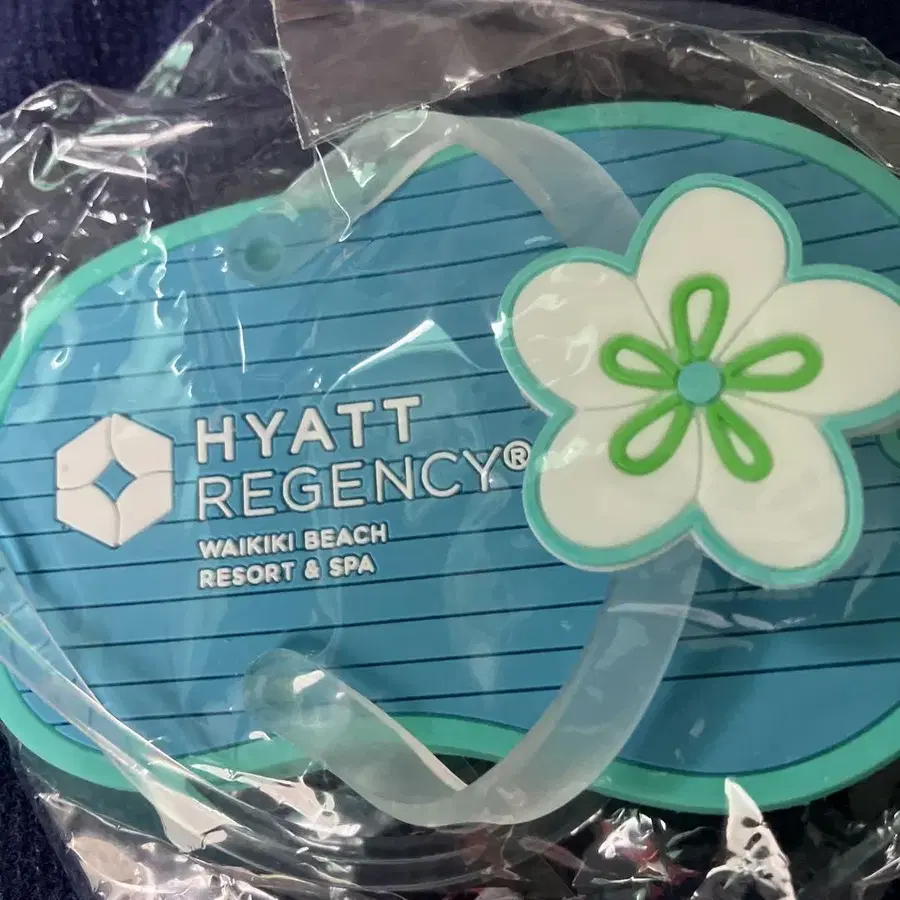 HYATT
REGENCY®
WAIKIKI BEACH
RESORT & SPA